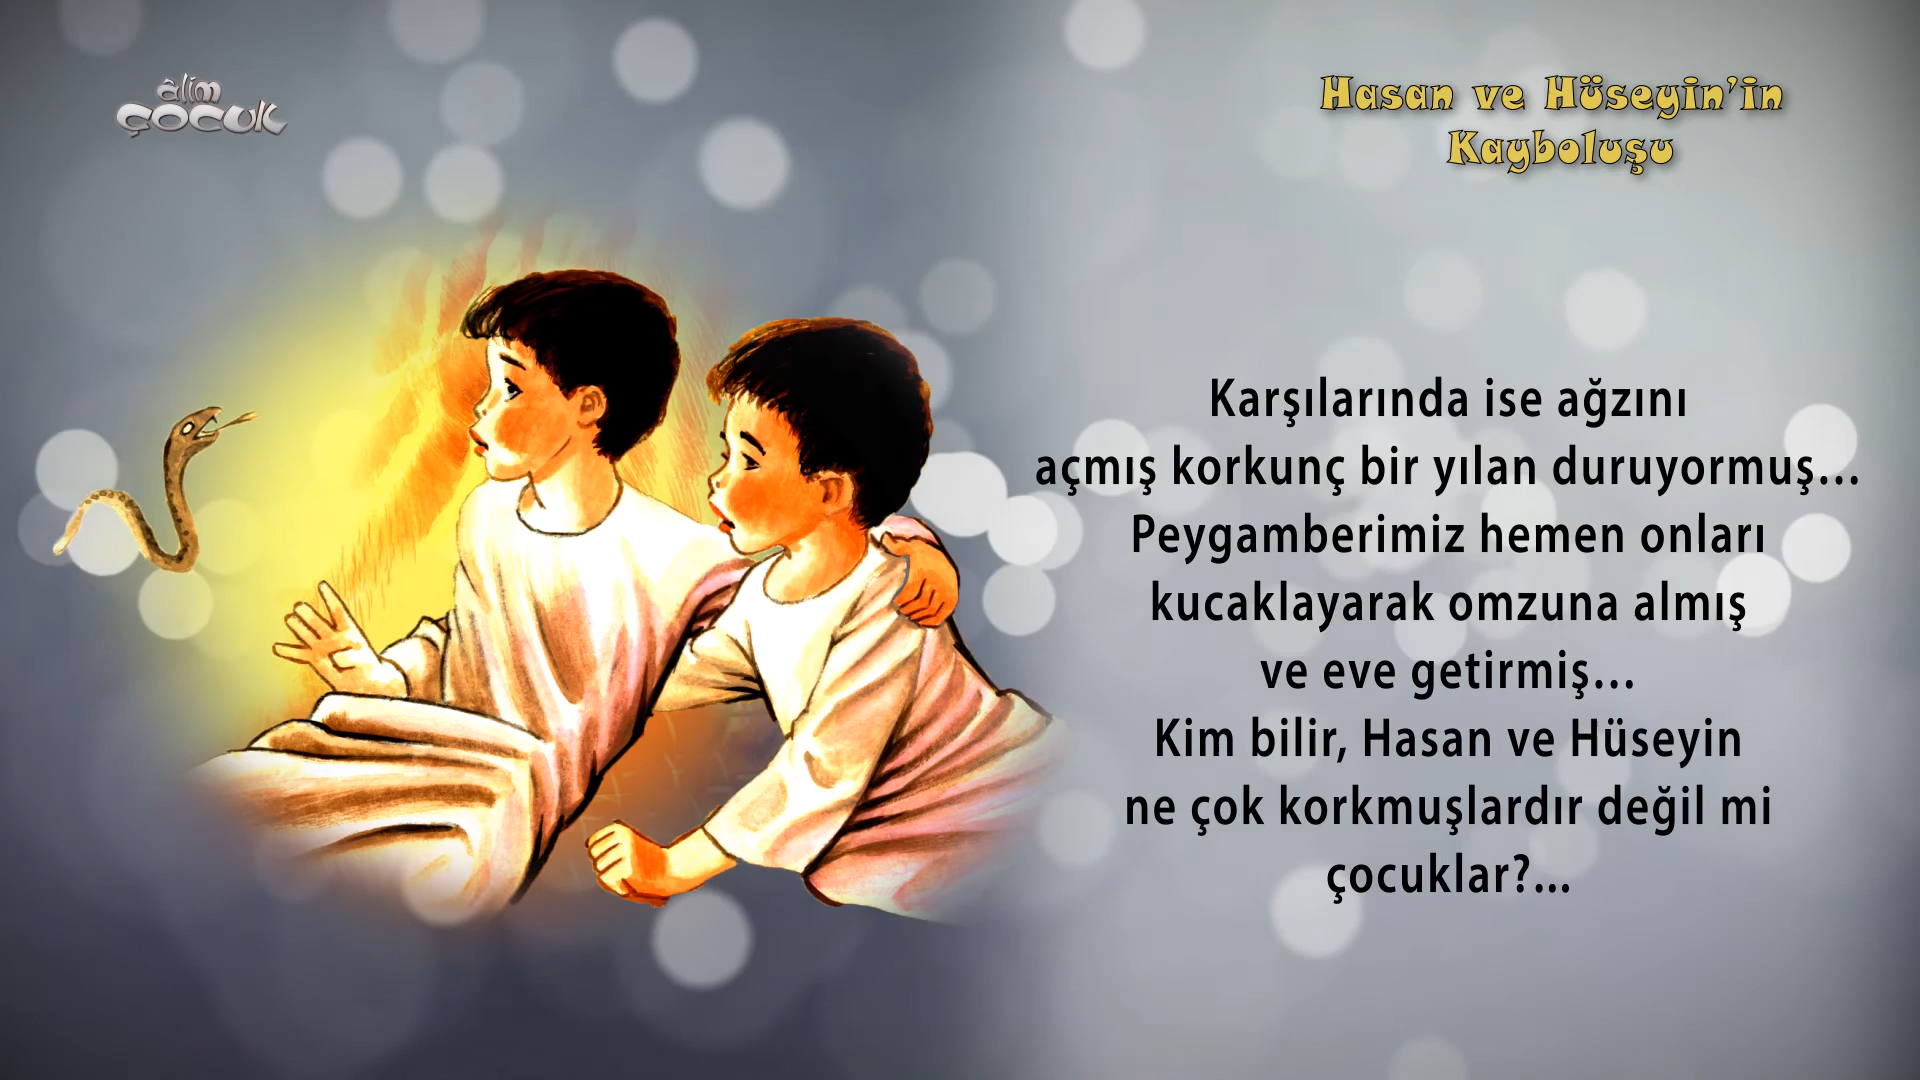 âlim
çocuk
Hasan ve Hüseyin’in
Kayboluşu
Karşılarında ise ağzını
açmış korkunç bir yılan duruyormuş...
Peygamberimiz hemen onları
kucaklayarak omzuna almış
ve eve getirmiş...
Kim bilir, Hasan ve Hüseyin
ne çok korkmuşlardır değil mi
çocuklar?...